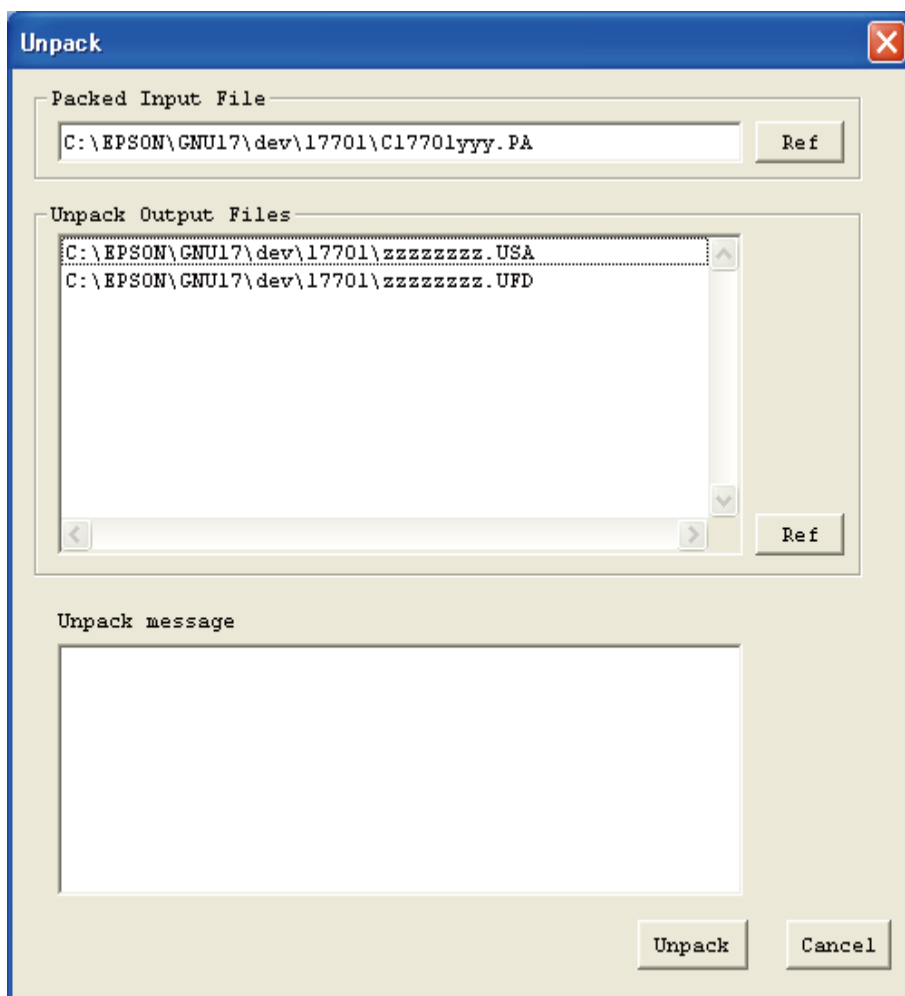 Unpack
Packed Input File
C:\EPSON\GNU17\dev\17701\C17701yyy.PA
Ref
Unpack Output Files
C:\EPSON\GNU17\dev\17701\zzzzzzzz.USA
C:\EPSON\GNU17\dev\17701\zzzzzzzz.UFD
Ref
Unpack message
Unpack
Cancel